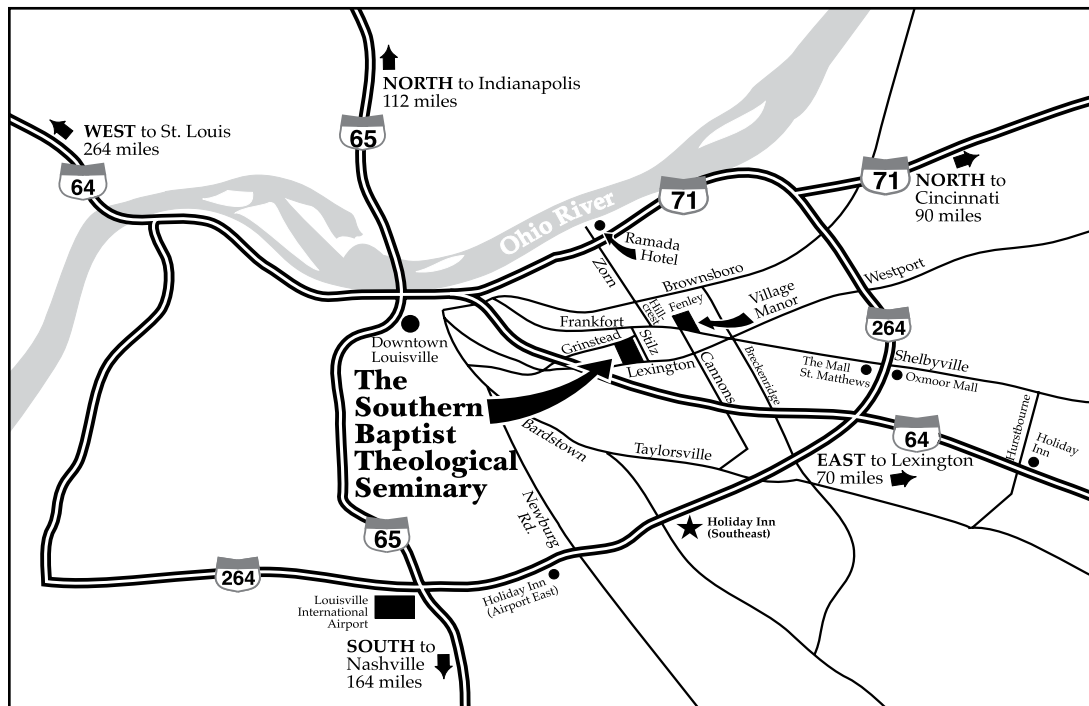 NORTH to Indianapolis
112 miles
WEST to St. Louis
264 miles
65
64
71
71
NORTH to
Cincinnati
90 miles
Ohio River
Ramada
Hotel
Zorn
Brownsboro
Westport
Hill-
crest
Fenley
Village
Manor
Frankfort
Grinstead
Stilz
Lexington
Cannons
Breckenridge
264
Downtown
Louisville
The Mall
St. Matthews
Shelbyville
Oxmoor Mall
The
Southern
Baptist
Theological
Seminary
Bardstown
Taylorsville
64
Hurstbourne
Holiday
Inn
EAST to Lexington
70 miles
Newburg
Rd.
Holiday Inn
(Southeast)
65
264
Holiday Inn
(Airport East)
Louisville
International
Airport
SOUTH to
Nashville
164 miles